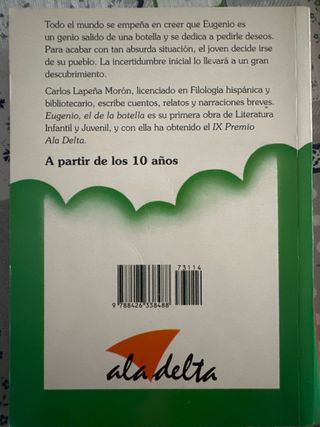 Todo el mundo se empeña en creer que Eugenio es
un genio salido de una botella y se dedica a pedirle deseos.
Para acabar con tan absurda situación, el joven decide irse
de su pueblo. La incertidumbre inicial lo llevará a un gran
descubrimiento.
Carlos Lapeña Morón, licenciado en Filología hispánica y
bibliotecario, escribe cuentos, relatos y narraciones breves.
Eugenio, el de la botella es su primera obra de Literatura
Infantil y Juvenil, y con ella ha obtenido el IX Premio
Ala Delta.
A partir de los 10 años
73114
9 788426 338488
ala delta